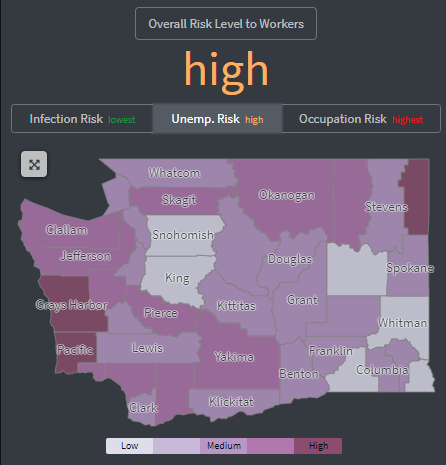 Overall Risk Level to Workers
high
Infection Risk lowest Unemp. Risk high Occupation Risk highest
Whatcom
Skagit
Okanogan
Stevens
Clallam
Snohomish
Jefferson
Douglas
Spokane
King
Grays Harbor
Kittitas
Grant
Pierce
Whitman
Pacific
Lewis
Yakima
Franklin
Benton
Columbia
Clark
Klickitat
Low Medium High